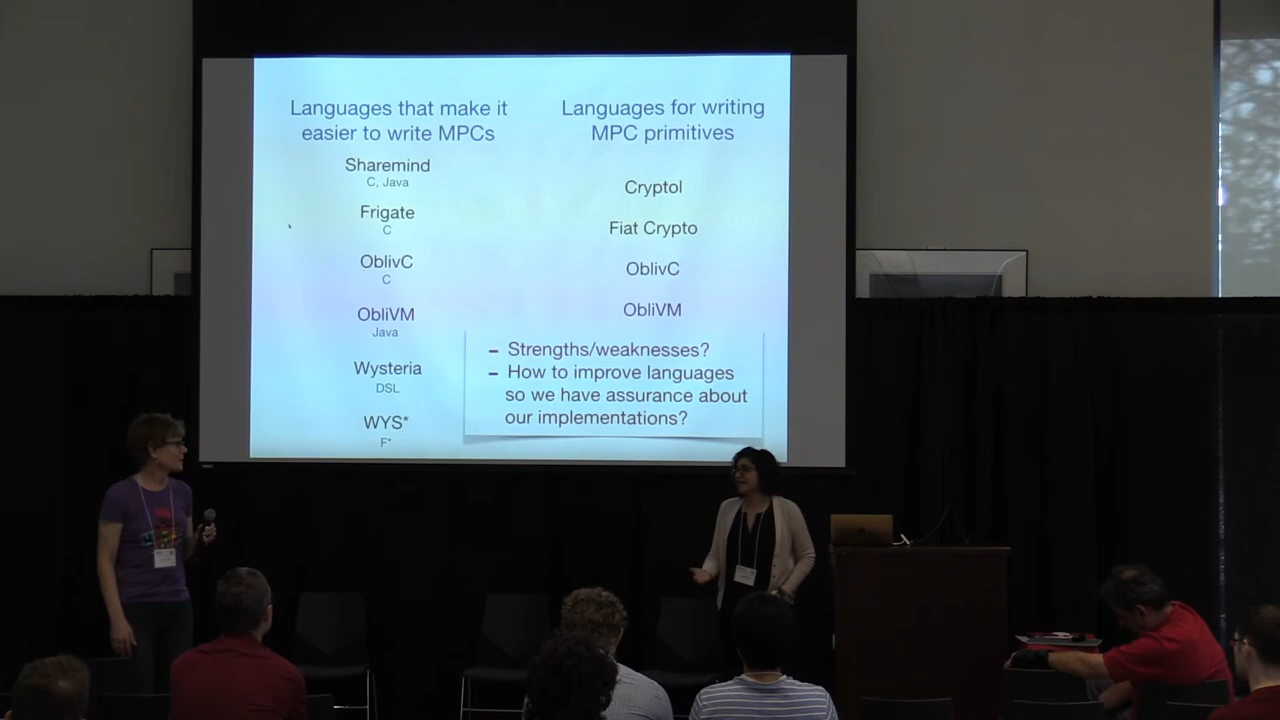 Languages that make it
easier to write MPCs
Sharemind
C, Java
Frigate
C
OblivC
C
ObliVM
Java
Wysteria
DSL
WYS*
F*
Languages for writing
MPC primitives
Cryptol
Fiat Crypto
OblivC
ObliVM
– Strengths/weaknesses?
– How to improve languages
so we have assurance about
our implementations?